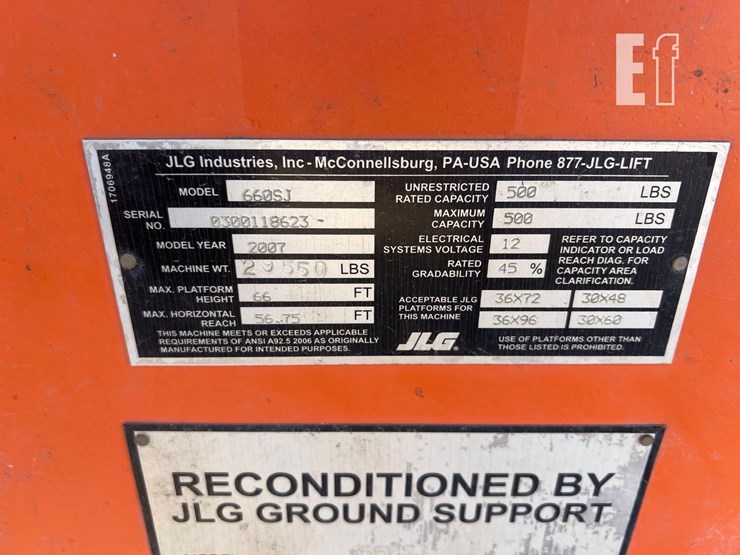 Ef
1706948A
JLG Industries, Inc - McConnellsburg, PA-USA Phone 877-JLG-LIFT
MODEL 660SJ
SERIAL NO. 0300118623 -
MODEL YEAR 2007
MACHINE WT. LBS
MAX. PLATFORM HEIGHT 66 FT
MAX. HORIZONTAL REACH 56.75 FT
THIS MACHINE MEETS OR EXCEEDS APPLICABLE
REQUIREMENTS OF ANSI A92.5 2006 AS ORIGINALLY
MANUFACTURED FOR INTENDED PURPOSES.
UNRESTRICTED
RATED CAPACITY 500 LBS
MAXIMUM
CAPACITY 500 LBS
ELECTRICAL
SYSTEMS VOLTAGE 12
RATED
GRADABILITY 45 %
REFER TO CAPACITY
INDICATOR OR LOAD
REACH DIAG. FOR
CAPACITY AREA
CLARIFICATION.
ACCEPTABLE JLG
PLATFORMS FOR
THIS MACHINE
36X72 30X48
36X96 30X60
JLG
USE OF PLATFORMS OTHER THAN
THOSE LISTED IS PROHIBITED.
RECONDITIONED BY
JLG GROUND SUPPORT